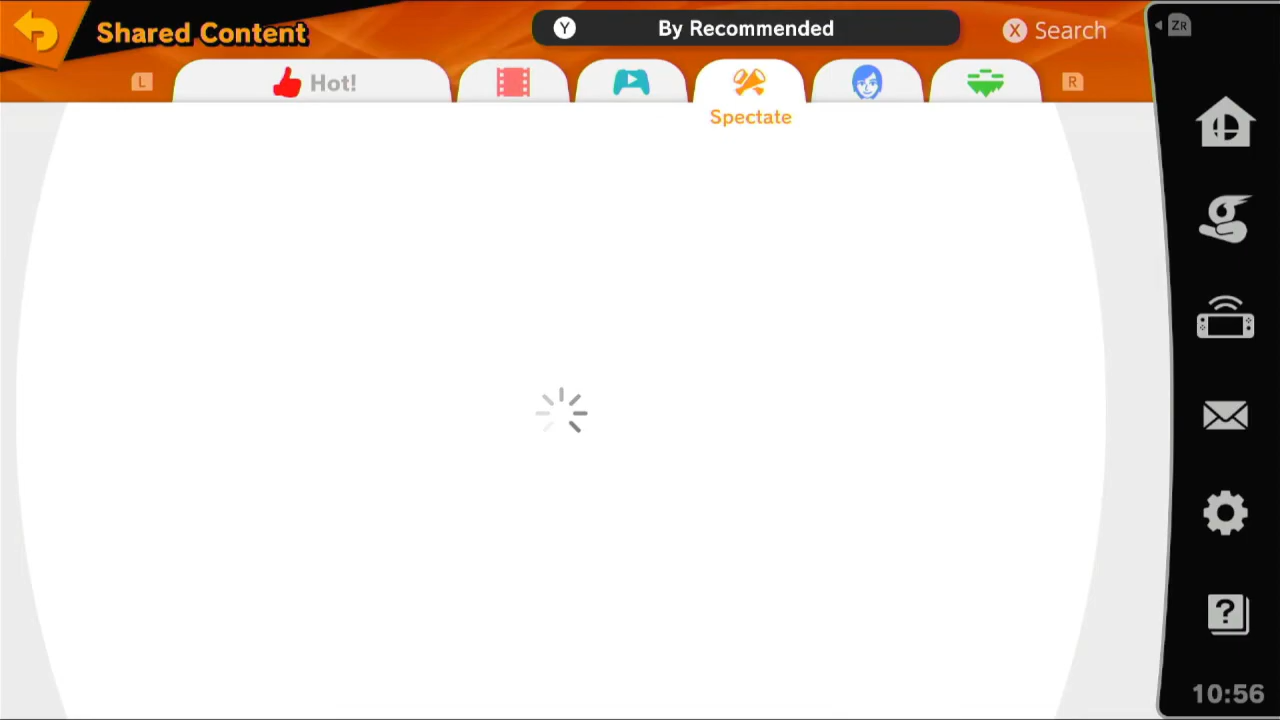 Shared Content
Y By Recommended
X Search
ZR
L
Hot!
R
Spectate
?
10:56